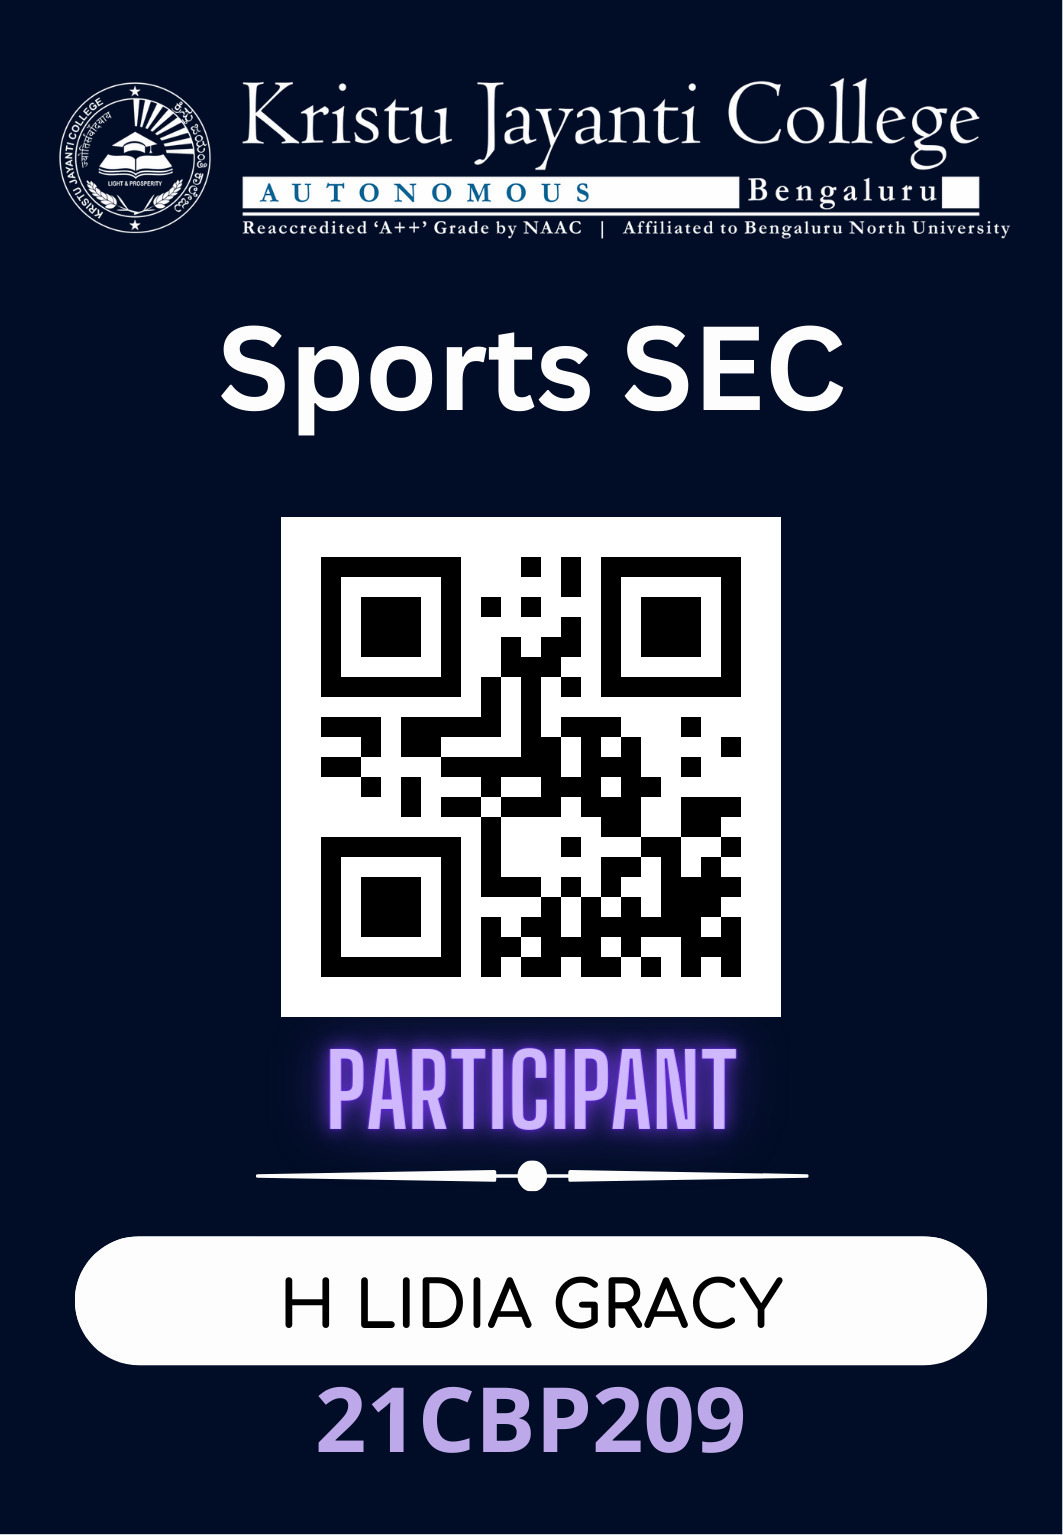 KRISTU JAYANTI COLLEGE
ಕ್ರಿಸ್ತು ಜಯಂತಿ ಕಾಲೇಜು
LIGHT & PROSPERITY
Kristu Jayanti College
AUTONOMOUS Bengaluru
Reaccredited ‘A++’ Grade by NAAC | Affiliated to Bengaluru North University
Sports SEC
PARTICIPANT
H LIDIA GRACY
21CBP209